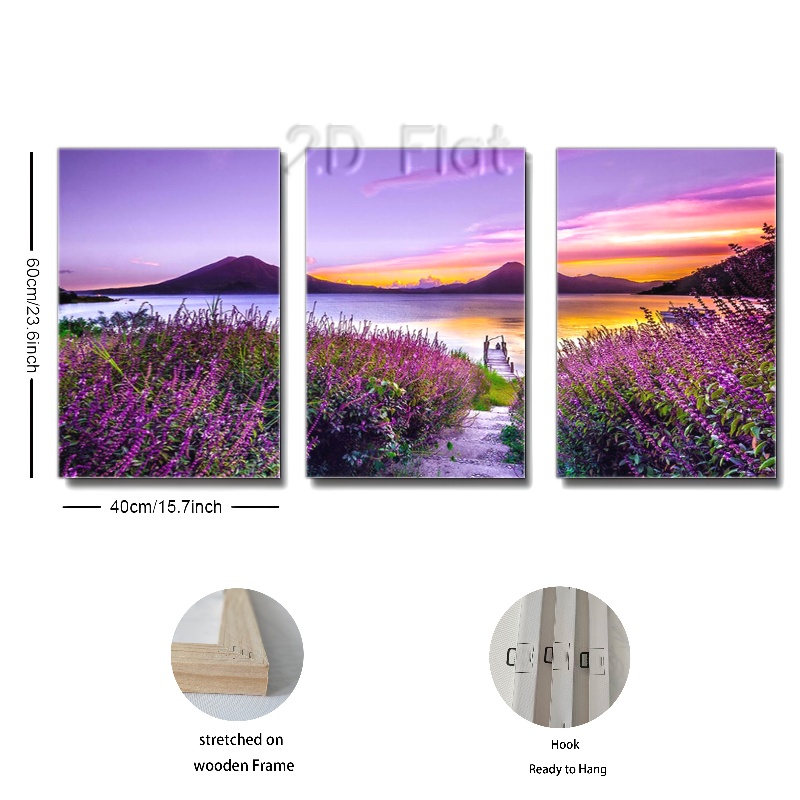 2D Flat
60cm/23.6inch
40cm/15.7inch
stretched on
wooden Frame
Hook
Ready to Hang